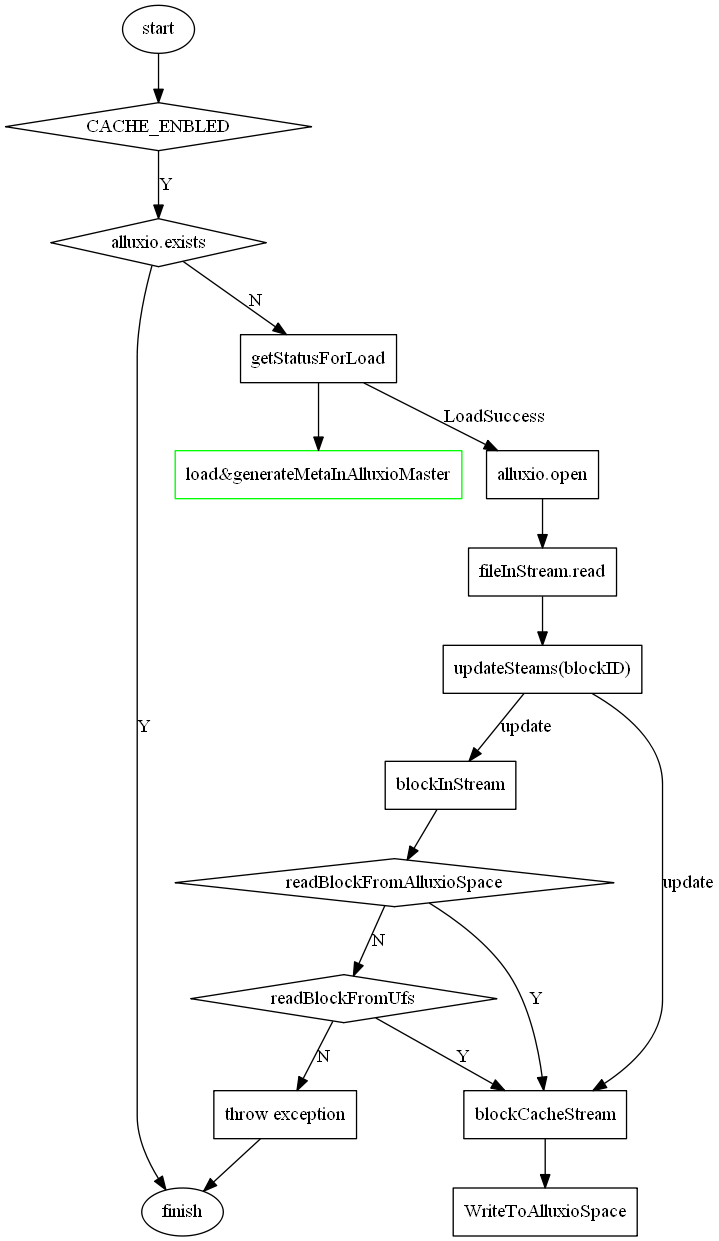 start
CACHE_ENBLED
Y
alluxio.exists
N
getStatusForLoad
LoadSuccess
load&generateMetaInAlluxioMaster
alluxio.open
fileInStream.read
updateSteams(blockID)
Y
update
blockInStream
readBlockFromAlluxioSpace
update
N
readBlockFromUfs
Y
N
Y
throw exception
blockCacheStream
finish
WriteToAlluxioSpace